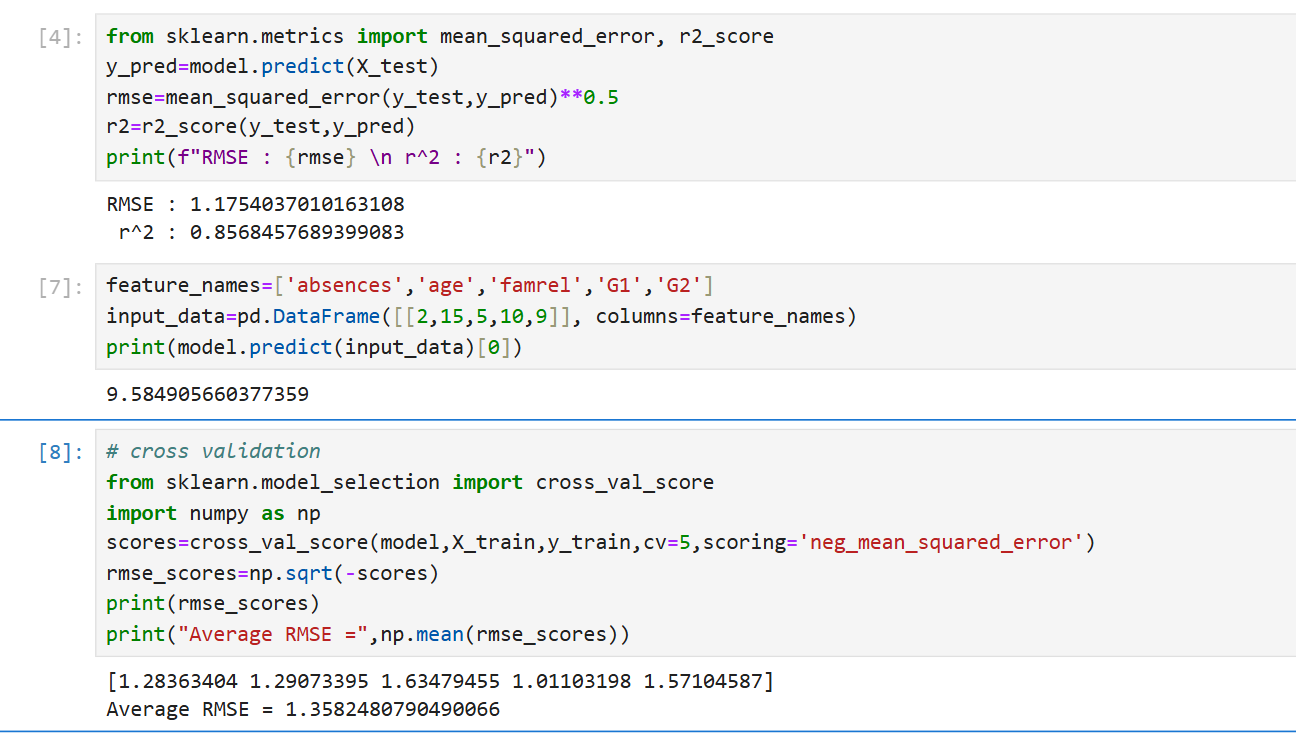 [4]: from sklearn.metrics import mean_squared_error, r2_score
y_pred=model.predict(X_test)
rmse=mean_squared_error(y_test,y_pred)**0.5
r2=r2_score(y_test,y_pred)
print(f"RMSE : {rmse} \n r^2 : {r2}")
RMSE : 1.1754037010163108
 r^2 : 0.8568457689399083
[7]: feature_names=['absences','age','famrel','G1','G2']
input_data=pd.DataFrame([[2,15,5,10,9]], columns=feature_names)
print(model.predict(input_data)[0])
9.584905660377359
[8]: # cross validation
from sklearn.model_selection import cross_val_score
import numpy as np
scores=cross_val_score(model,X_train,y_train,cv=5,scoring='neg_mean_squared_error')
rmse_scores=np.sqrt(-scores)
print(rmse_scores)
print("Average RMSE =",np.mean(rmse_scores))
[1.28363404 1.29073395 1.63479455 1.01103198 1.57104587]
Average RMSE = 1.3582480790490066